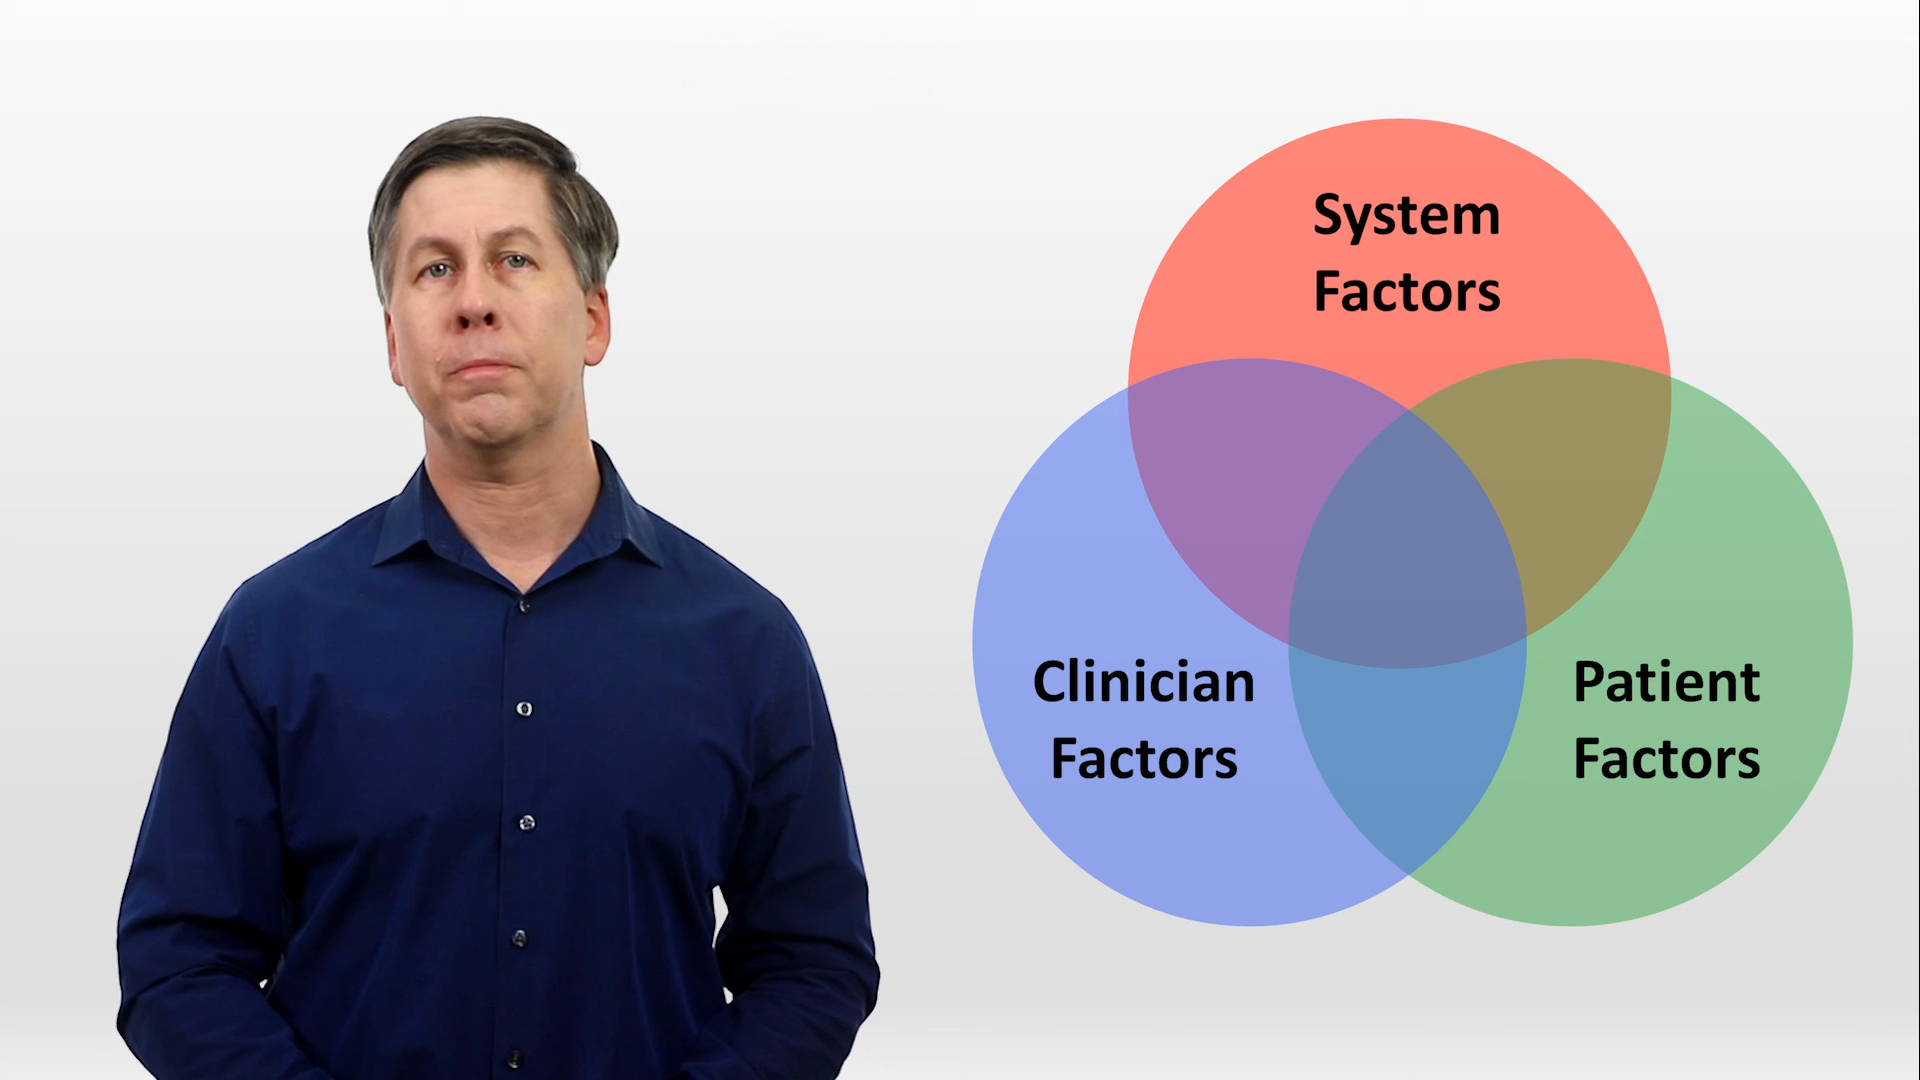 System
Factors
Clinician
Factors
Patient
Factors